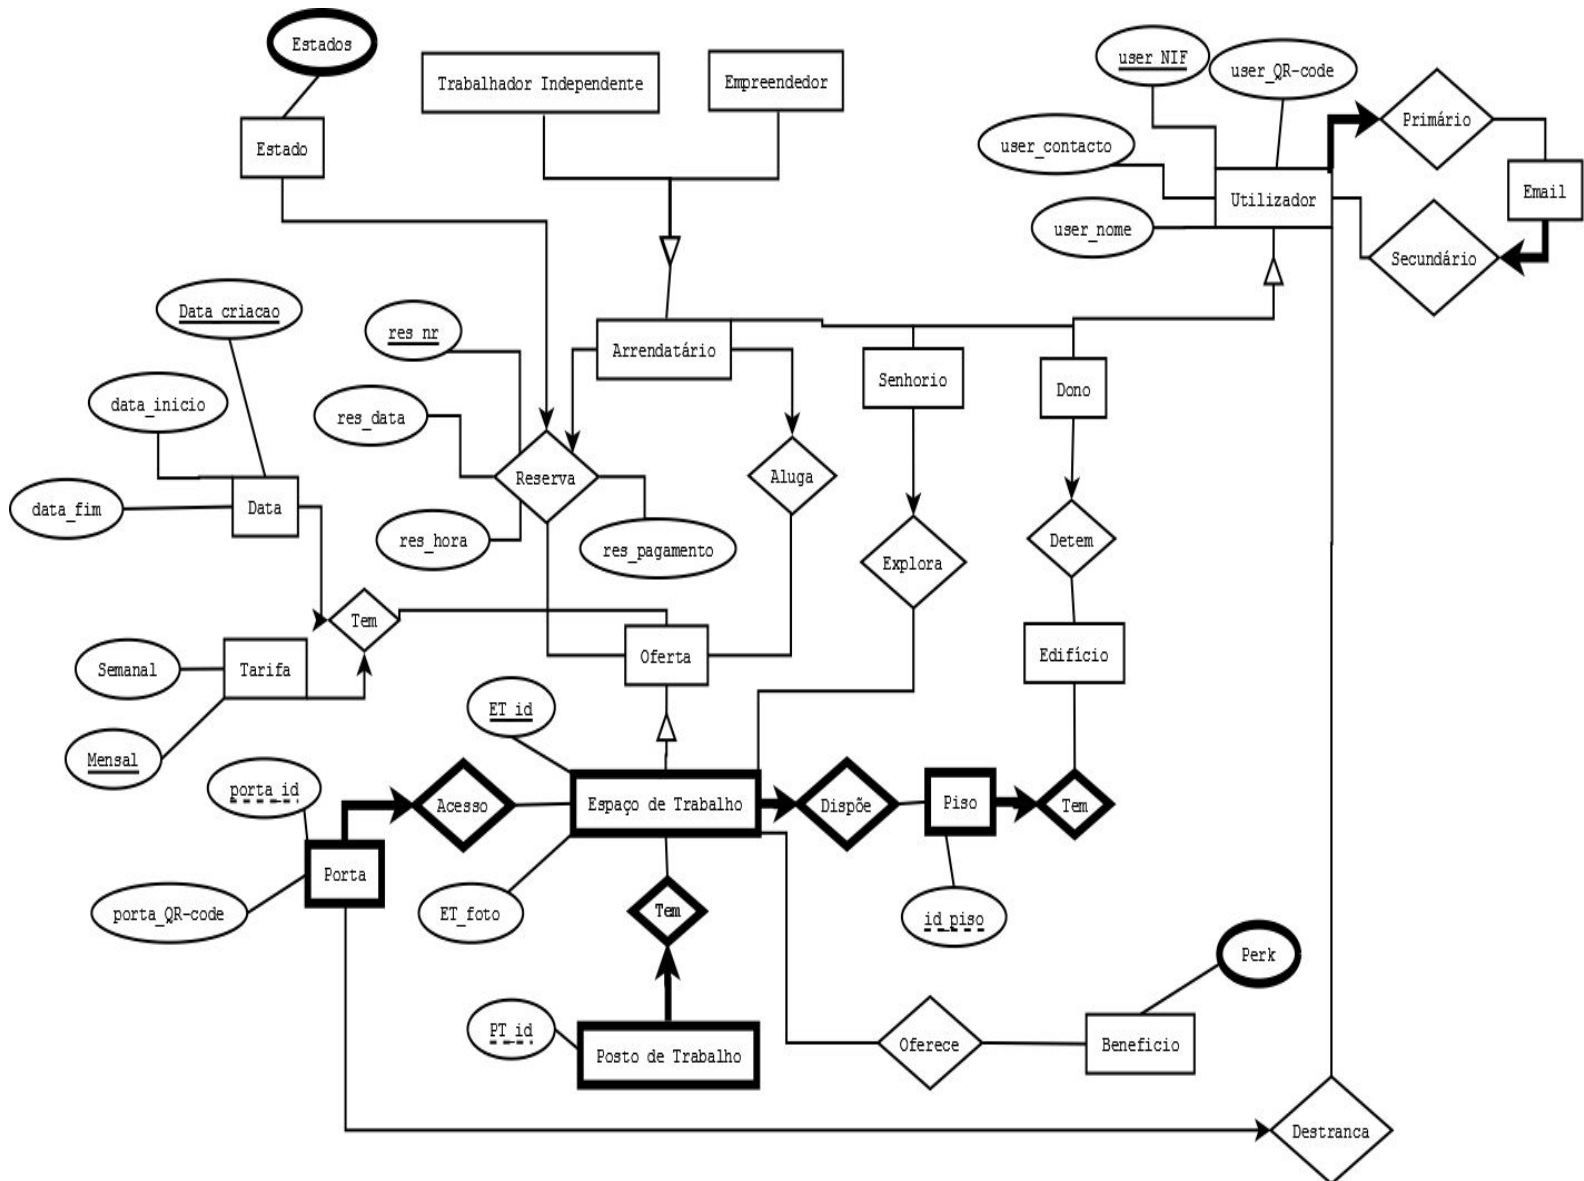 Estados
Trabalhador Independente
Empreendedor
user_NIF
user_QR-code
Primário
Estado
user_contacto
Utilizador
Email
user_nome
Secundário
Data criacao
res_nr
Arrendatário
Senhorio
Dono
data_inicio
res_data
Reserva
Aluga
data_fim
Data
res_hora
res_pagamento
Explora
Detem
Tem
Semanal
Tarifa
Oferta
Edifício
ET_id
Mensal
porta_id
Acesso
Espaço de Trabalho
Dispõe
Piso
Tem
Porta
porta_QR-code
ET_foto
Tem
id_piso
Perk
PT_id
Posto de Trabalho
Oferece
Beneficio
Destranca